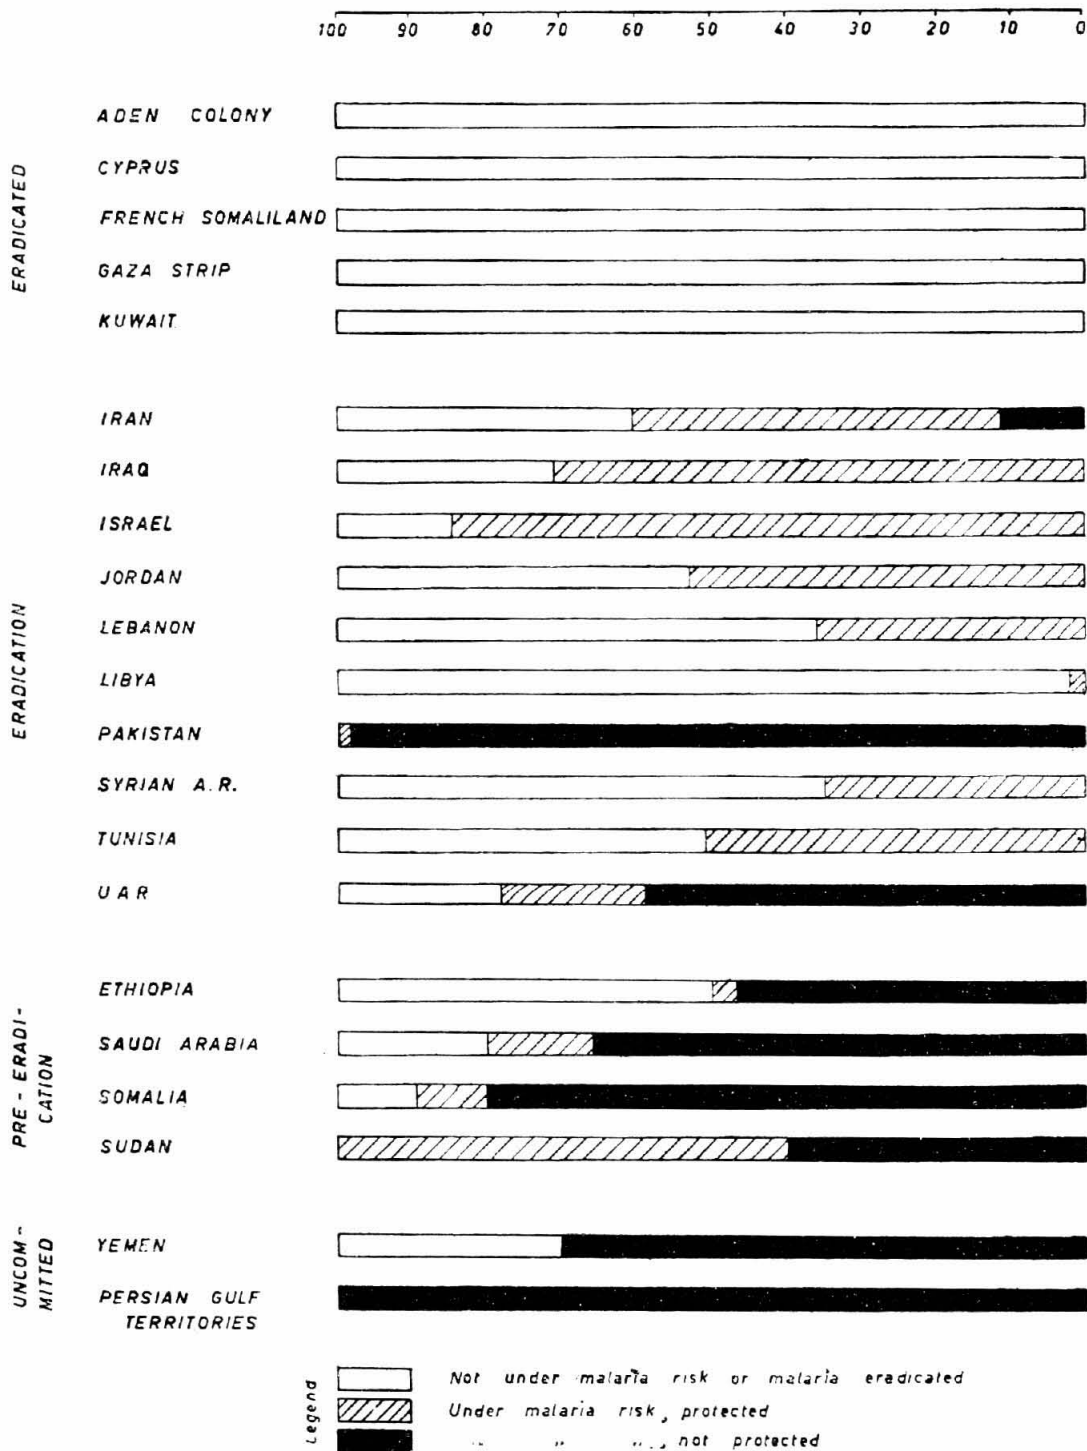 100 90 80 70 60 50 40 30 20 10 0
ERADICATED
ADEN COLONY
CYPRUS
FRENCH SOMALILAND
GAZA STRIP
KUWAIT
ERADICATION
IRAN
IRAQ
ISRAEL
JORDAN
LEBANON
LIBYA
PAKISTAN
SYRIAN A.R.
TUNISIA
UAR
PRE-ERADI-
CATION
ETHIOPIA
SAUDI ARABIA
SOMALIA
SUDAN
UNCOM-
MITTED
YEMEN
PERSIAN GULF
TERRITORIES
Legend
Not under malaria risk or malaria eradicated
Under malaria risk, protected
" " ", not protected